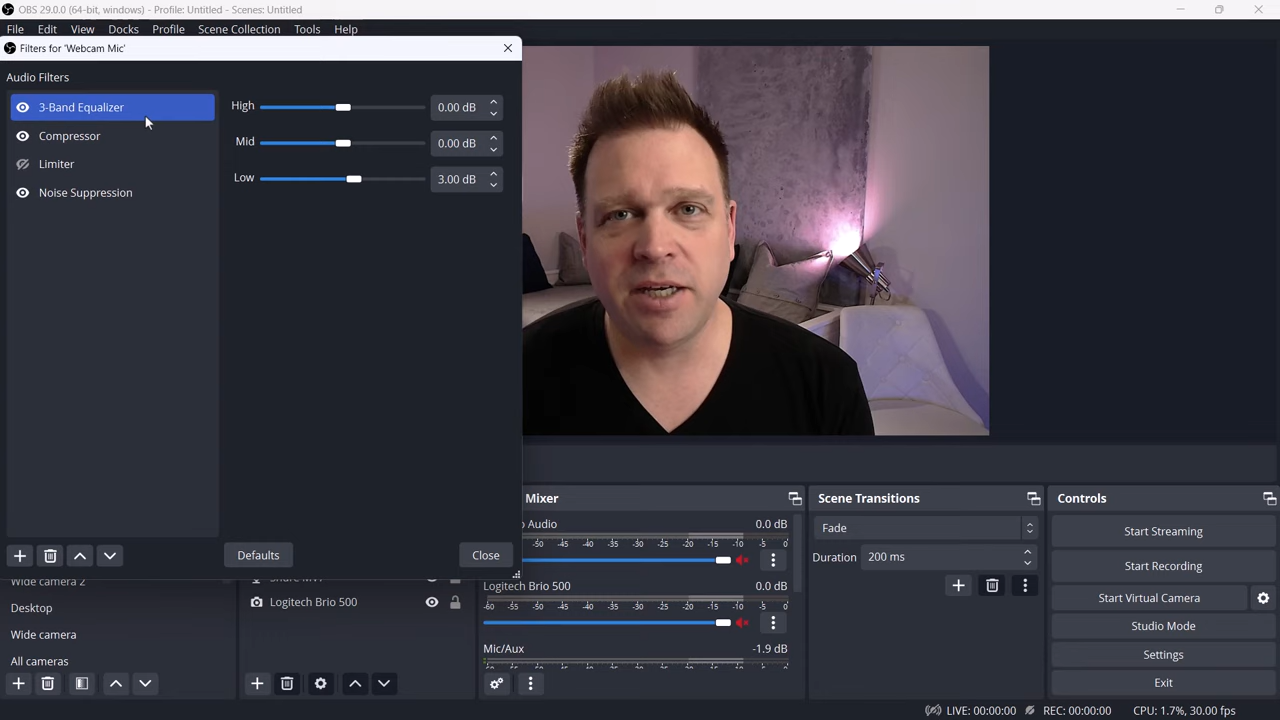 OBS 29.0.0 (64-bit, windows) - Profile: Untitled - Scenes: Untitled
File Edit View Docks Profile Scene Collection Tools Help
Filters for 'Webcam Mic'
Audio Filters
3-Band Equalizer
Compressor
Limiter
Noise Suppression
High 0.00 dB
Mid 0.00 dB
Low 3.00 dB
Defaults
Close
Wide camera 2
Desktop
Wide camera
All cameras
Logitech Brio 500
Mixer
Audio 0.0 dB
-50 -45 -40 -35 -30 -25 -20 -15 -10 -5 0
Logitech Brio 500 0.0 dB
-60 -55 -50 -45 -40 -35 -30 -25 -20 -15 -10 -5 0
Mic/Aux -1.9 dB
Scene Transitions
Fade
Duration 200 ms
Controls
Start Streaming
Start Recording
Start Virtual Camera
Studio Mode
Settings
Exit
LIVE: 00:00:00 REC: 00:00:00 CPU: 1.7%, 30.00 fps